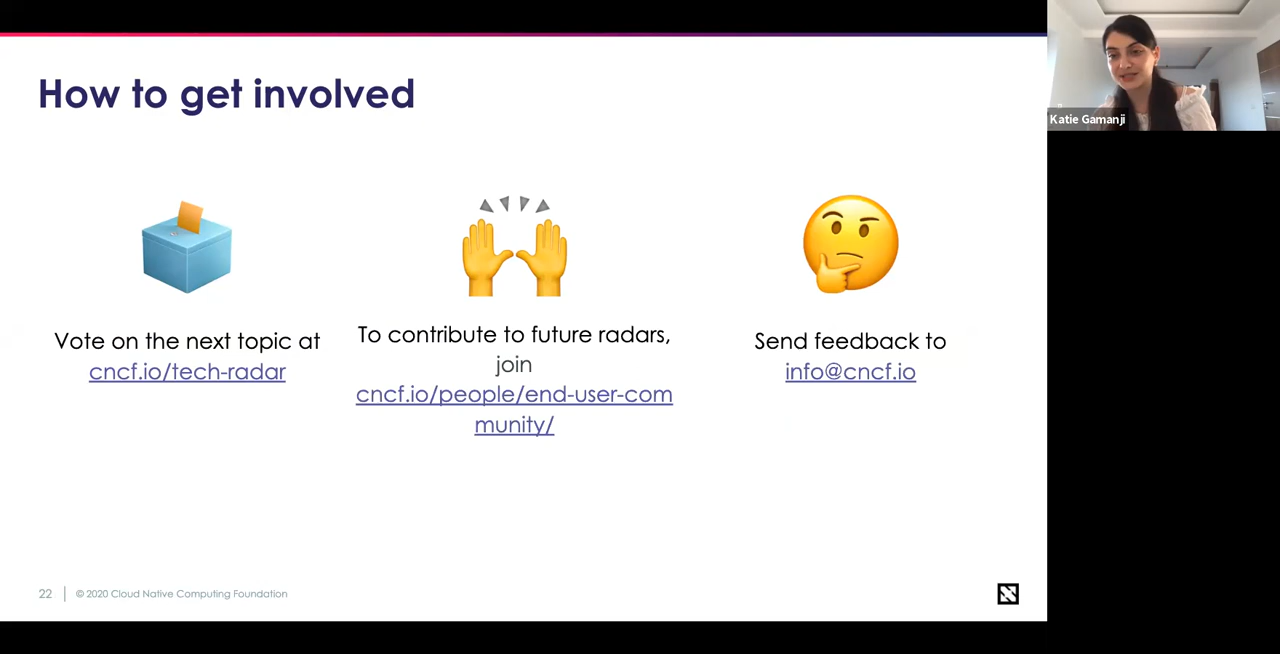 How to get involved
Katie Gamanji
Vote on the next topic at
cncf.io/tech-radar
To contribute to future radars,
join
cncf.io/people/end-user-com
munity/
Send feedback to
info@cncf.io
22
© 2020 Cloud Native Computing Foundation